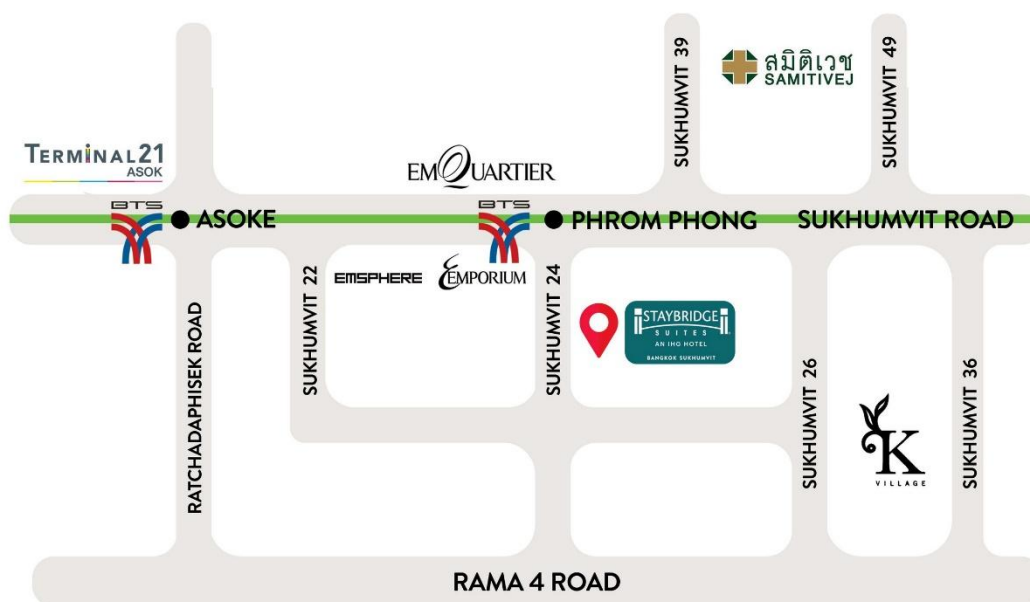 SUKHUMVIT 39
สมิติเวช
SAMITIVEJ
SUKHUMVIT 49
TERMINAL21
ASOK
EMQUARTIER
BTS
ASOKE
BTS
PHROM PHONG
SUKHUMVIT ROAD
RATCHADAPHISEK ROAD
SUKHUMVIT 22
EMSPHERE
EMPORIUM
SUKHUMVIT 24
STAYBRIDGE
SUITES
AN IHG HOTEL
BANGKOK SUKHUMVIT
SUKHUMVIT 26
K
VILLAGE
SUKHUMVIT 36
RAMA 4 ROAD